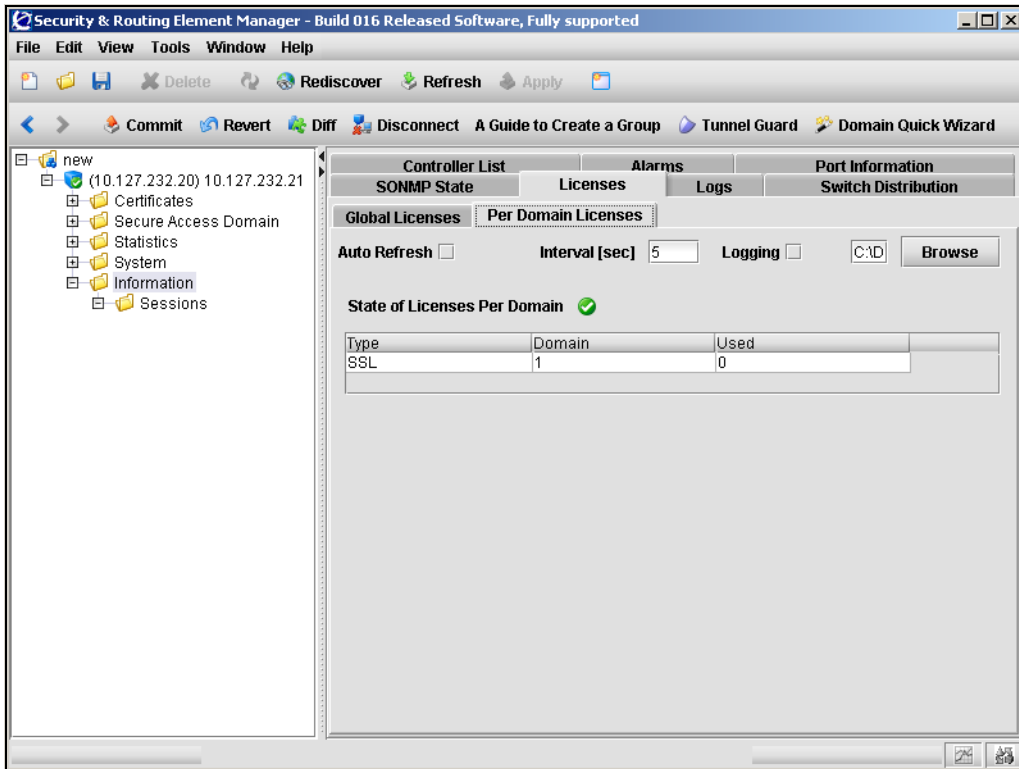 Security & Routing Element Manager - Build 016 Released Software, Fully supported
File Edit View Tools Window Help
Delete Rediscover Refresh Apply
Commit Revert Diff Disconnect A Guide to Create a Group Tunnel Guard Domain Quick Wizard
new
(10.127.232.20) 10.127.232.21
Certificates
Secure Access Domain
Statistics
System
Information
Sessions
Controller List Alarms Port Information
SONMP State Licenses Logs Switch Distribution
Global Licenses Per Domain Licenses
Auto Refresh Interval [sec] 5 Logging C:\D Browse
State of Licenses Per Domain
Type Domain Used
SSL 1 0